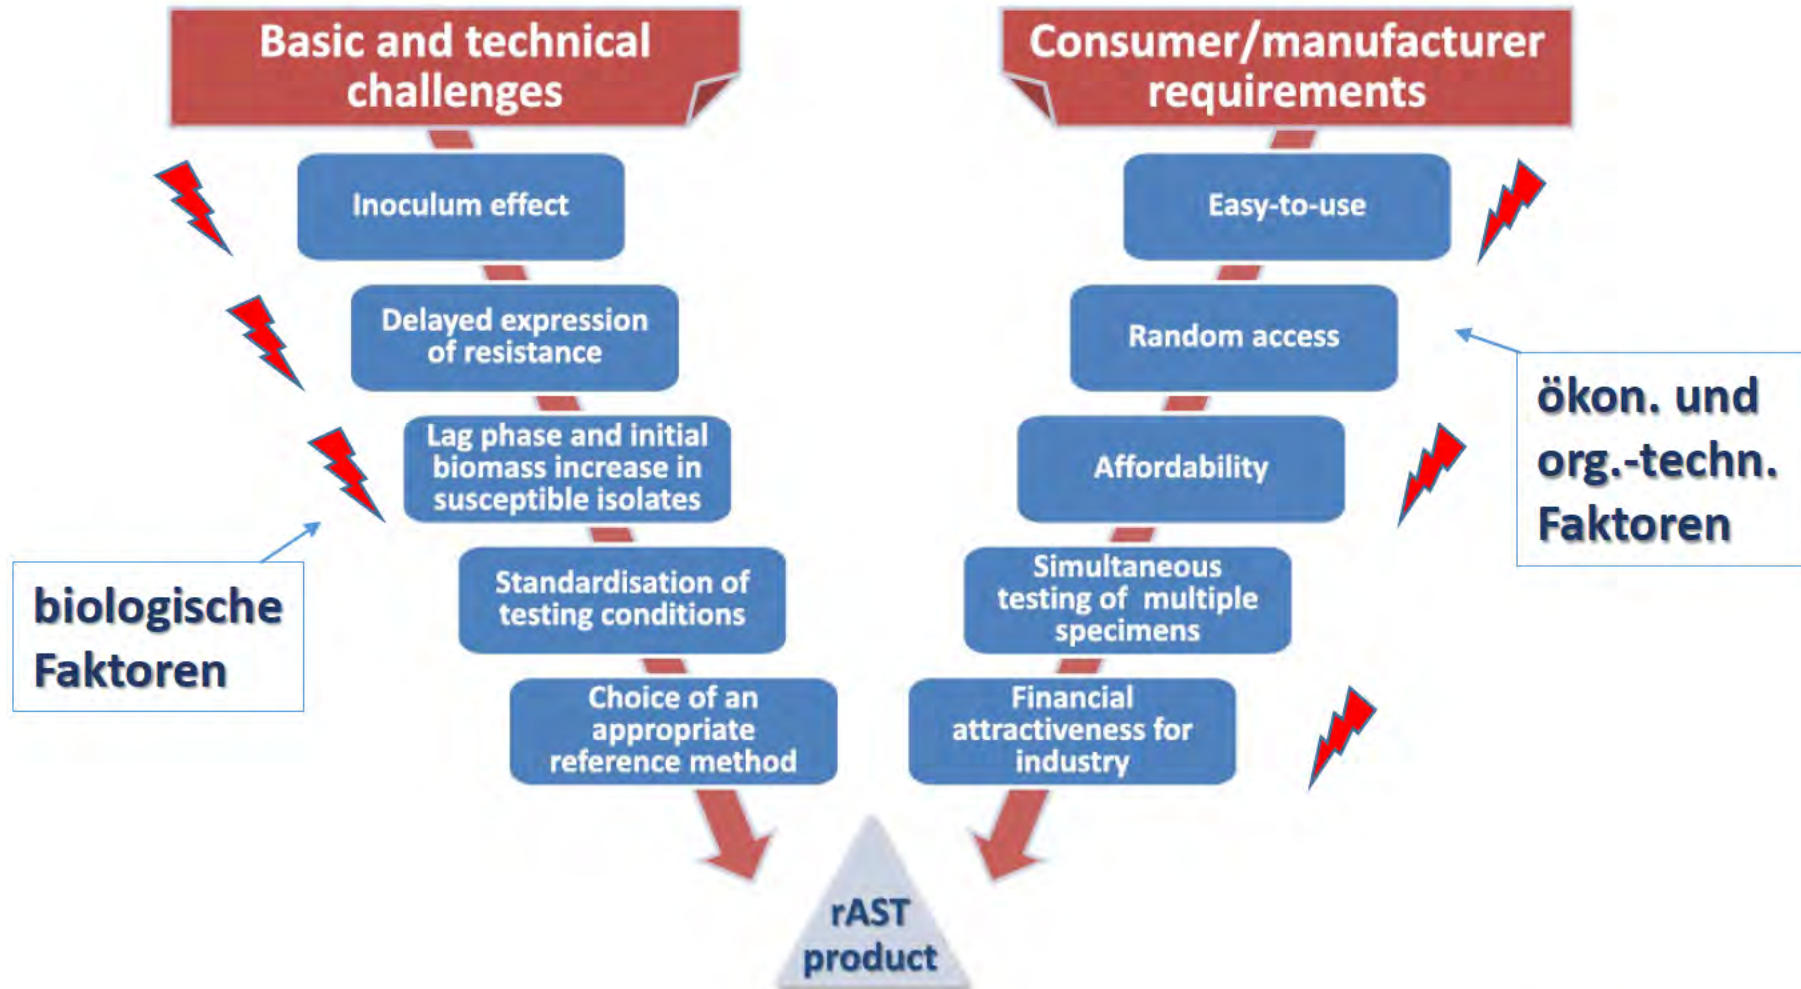 Basic and technical
challenges
Consumer/manufacturer
requirements
Inoculum effect
Delayed expression
of resistance
Lag phase and initial
biomass increase in
susceptible isolates
Standardisation of
testing conditions
Choice of an
appropriate
reference method
biologische
Faktoren
Easy-to-use
Random access
Affordability
Simultaneous
testing of multiple
specimens
Financial
attractiveness for
industry
ökon. und
org.-techn.
Faktoren
rAST
product